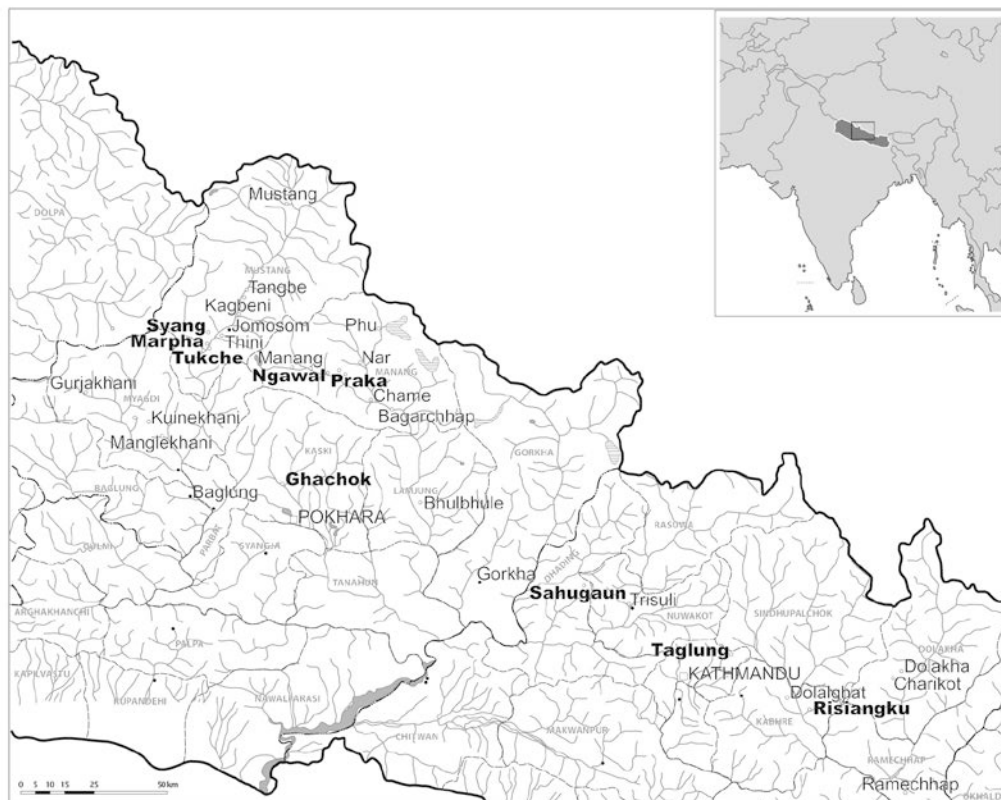 Mustang
DOLPA
MUSTANG
Tangbe
Kagbeni
Syang
Jomosom
Phu
Marpha
Thini
Tukche
Manang
Nar
MANANG
Ngawal
Praka
Gurjakhani
Chame
MYAGDI
Bagarchhap
Kuinekhani
Manglekhani
KASKI
GORKHA
Ghachok
BAGLUNG
Baglung
LAMJUNG
Bhulbhule
POKHARA
RASUWA
PARBAT
GULMI
SYANGJA
DHADING
Gorkha
TANAHUN
Sahugaun
Trisuli
ARGHAKHANCHI
NUWAKOT
SINDHUPALCHOK
PALPA
Taglung
DOLAKHA
KAPILVASTU
KATHMANDU
Dolakha
Charikot
RUPANDEHI
NAWALPARASI
Dolalghat
Risiangku
KABHRE
CHITWAN
MAKWANPUR
RAMECHHAP
Ramechhap
OKHALD
0 5 10 15 25 50 km